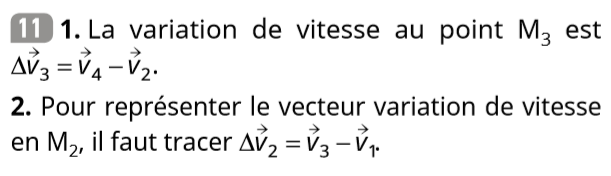 11 1. La variation de vitesse au point M₃ est
Δv⃗₃ = v⃗₄ – v⃗₂.
2. Pour représenter le vecteur variation de vitesse
en M₂, il faut tracer Δv⃗₂ = v⃗₃ – v⃗₁.